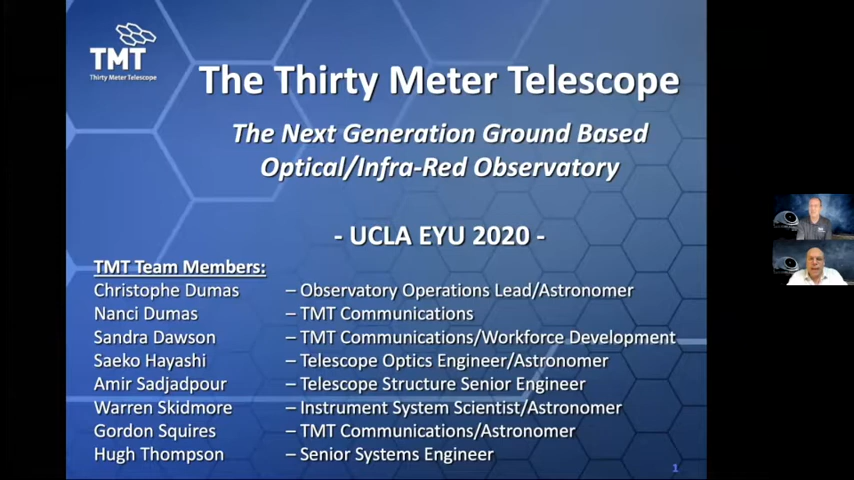 TMT
Thirty Meter Telescope
The Thirty Meter Telescope
The Next Generation Ground Based
Optical/Infra-Red Observatory
- UCLA EYU 2020 -
TMT Team Members:
Christophe Dumas – Observatory Operations Lead/Astronomer
Nanci Dumas – TMT Communications
Sandra Dawson – TMT Communications/Workforce Development
Saeko Hayashi – Telescope Optics Engineer/Astronomer
Amir Sadjadpour – Telescope Structure Senior Engineer
Warren Skidmore – Instrument System Scientist/Astronomer
Gordon Squires – TMT Communications/Astronomer
Hugh Thompson – Senior Systems Engineer
1